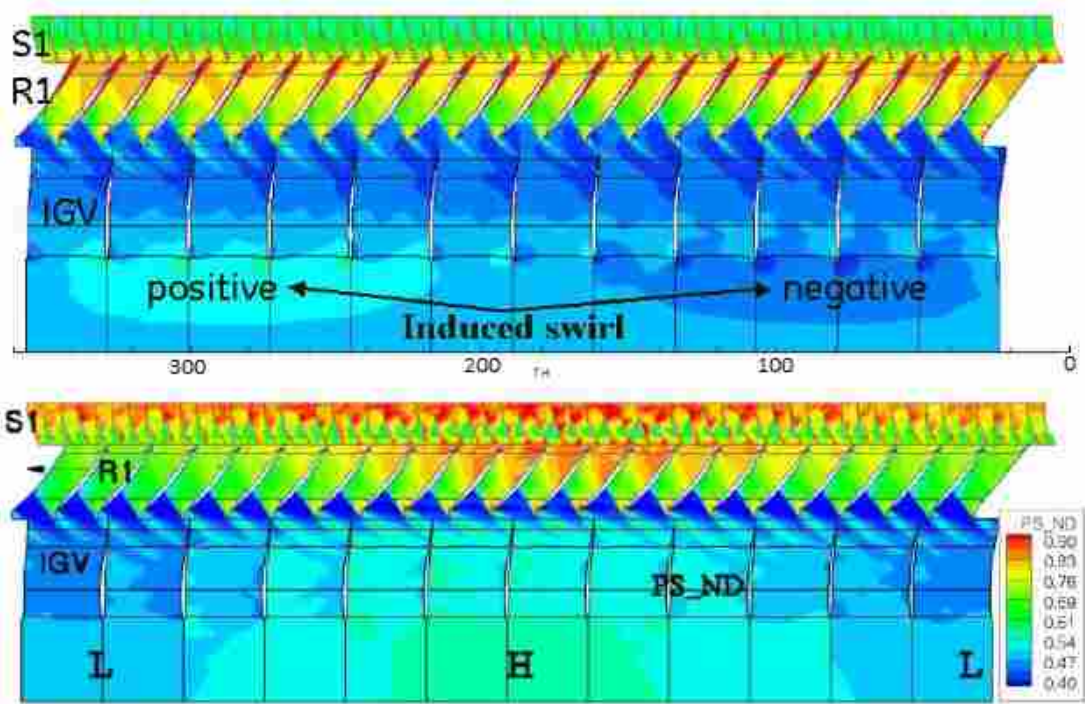 S1
R1
IGV
positive
negative
Induced swirl
300
200
TH
100
0
S1
R1
IGV
PS_ND
L
H
L
PS_ND
0.90
0.83
0.76
0.69
0.61
0.54
0.47
0.40